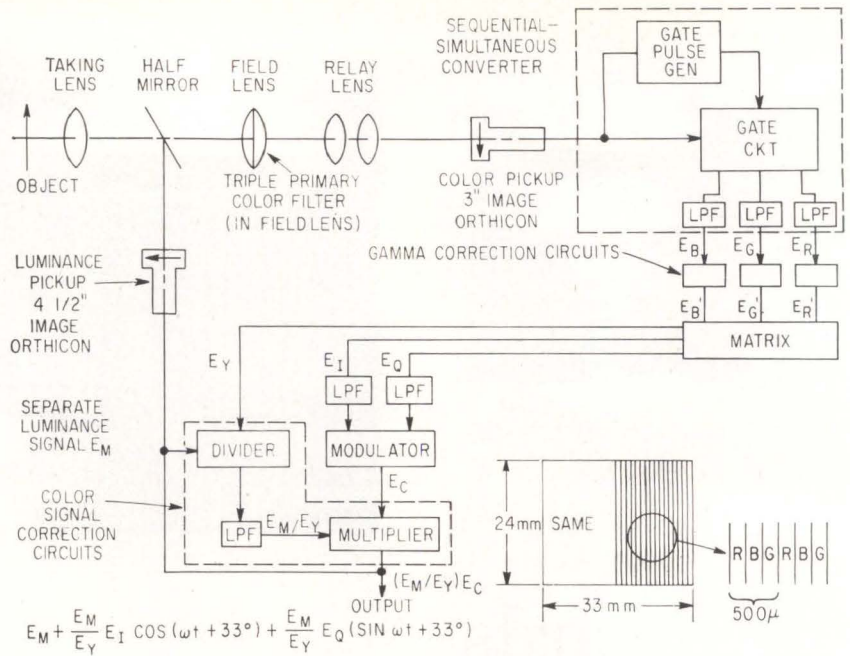 SEQUENTIAL-
SIMULTANEOUS
CONVERTER
GATE
PULSE
GEN
TAKING
LENS
HALF
MIRROR
FIELD
LENS
RELAY
LENS
GATE
CKT
OBJECT
TRIPLE PRIMARY
COLOR FILTER
(IN FIELD LENS)
COLOR PICKUP
3" IMAGE
ORTHICON
LPF
LPF
LPF
E_B
E_G
E_R
GAMMA CORRECTION CIRCUITS
LUMINANCE
PICKUP
4 1/2"
IMAGE
ORTHICON
E_B'
E_G'
E_R'
MATRIX
E_Y
E_I
E_Q
LPF
LPF
SEPARATE
LUMINANCE
SIGNAL E_M
DIVIDER
MODULATOR
E_C
COLOR
SIGNAL
CORRECTION
CIRCUITS
LPF
E_M/E_Y
MULTIPLIER
(E_M/E_Y)E_C
OUTPUT
E_M + E_M/E_Y E_I COS (ωt + 33°) + E_M/E_Y E_Q (SIN ωt + 33°)
24mm
SAME
33 mm
R B G R B G
500μ